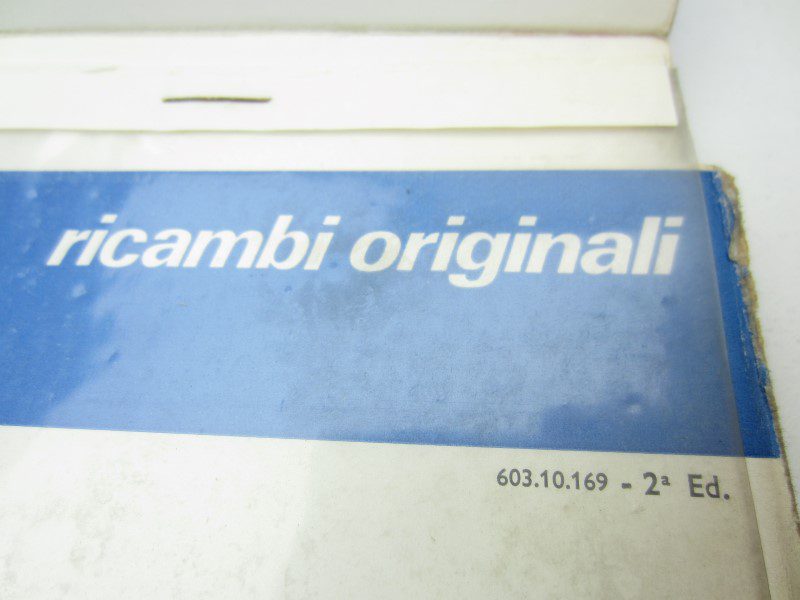 ricambi originali
603.10.169 - 2ª Ed.